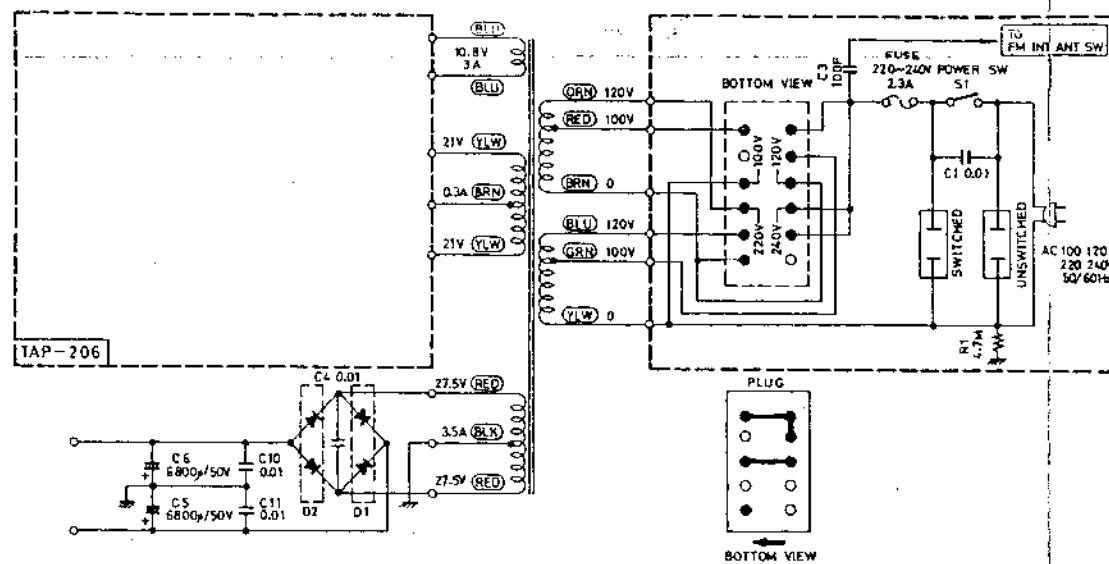 BLU
10.8V
3A
BLU
21V YLW
0.3A BRN
21V YLW
TAP-206
27.5V RED
3.5A BLK
27.5V RED
C4 0.01
D2
D1
C6
6800μ/50V
C10
0.01
C5
6800μ/50V
C11
0.01
ORN 120V
RED 100V
BRN 0
BLU 120V
GRN 100V
YLW 0
BOTTOM VIEW
100V
120V
220V
240V
C3
100P
TO
FM INT ANT SW
FUSE
220~240V POWER SW
2.3A
S1
C1 0.01
SWITCHED
UNSWITCHED
AC 100 120
220 240V
50/60Hz
R1
4.7M
PLUG
BOTTOM VIEW